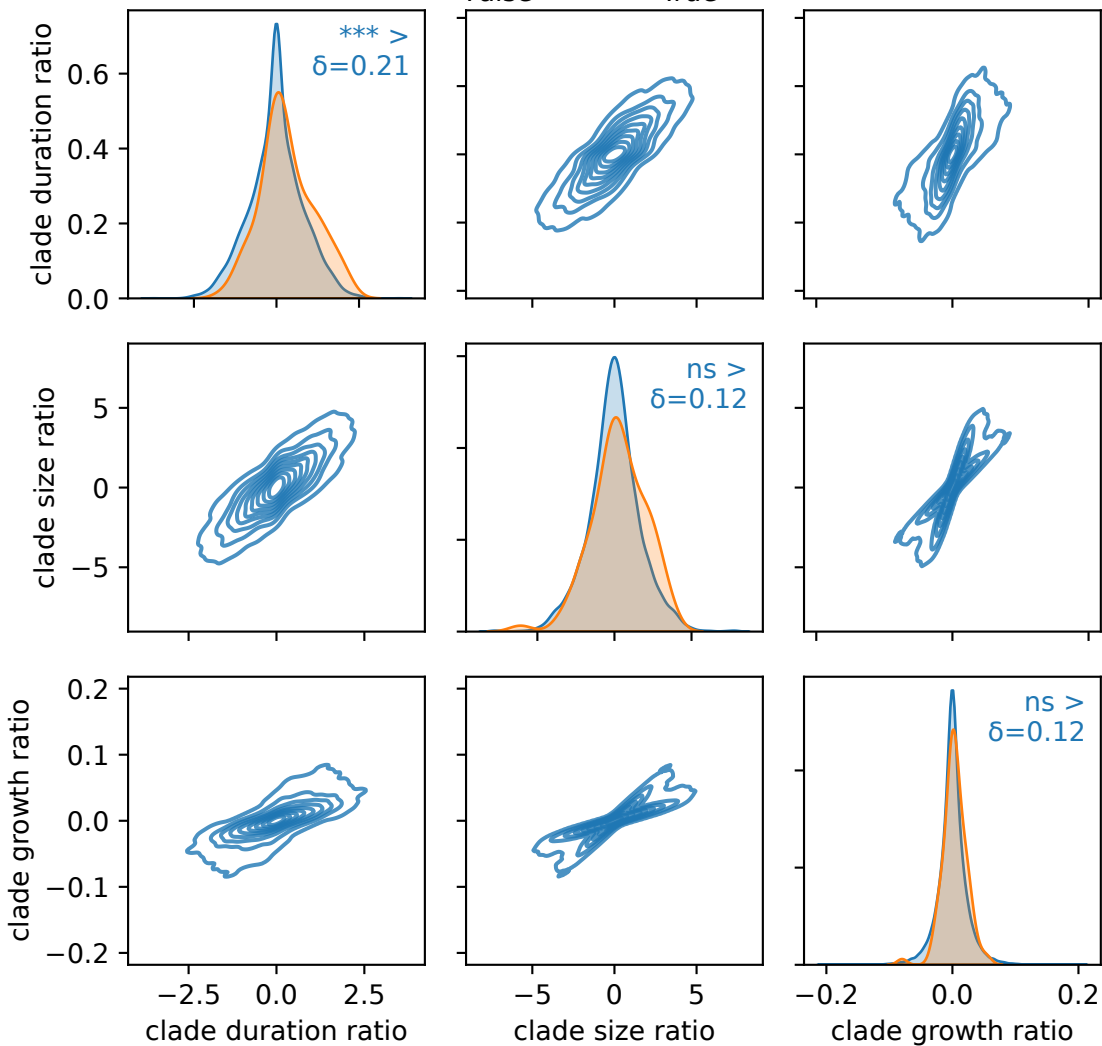 *** >
δ=0.21
clade duration ratio
0.6
0.4
0.2
0.0
ns >
δ=0.12
clade size ratio
5
0
−5
ns >
δ=0.12
clade growth ratio
0.2
0.1
0.0
−0.1
−0.2
−2.5 0.0 2.5
−5 0 5
−0.2 0.0 0.2
clade duration ratio
clade size ratio
clade growth ratio